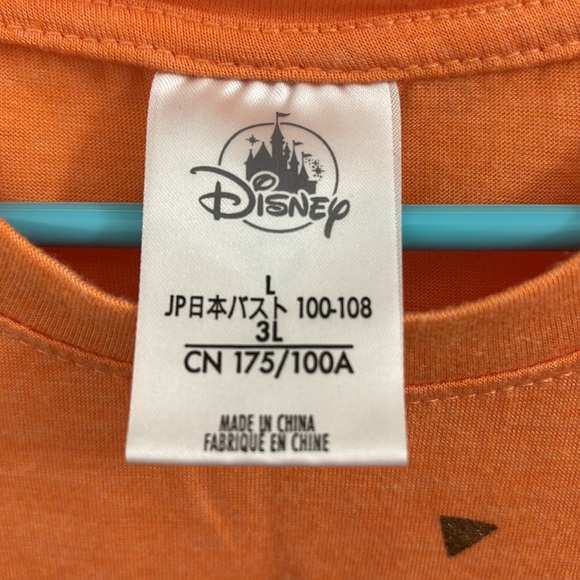 Disney
L
JP日本バスト 100-108
3L
CN 175/100A
MADE IN CHINA
FABRIQUÉ EN CHINE